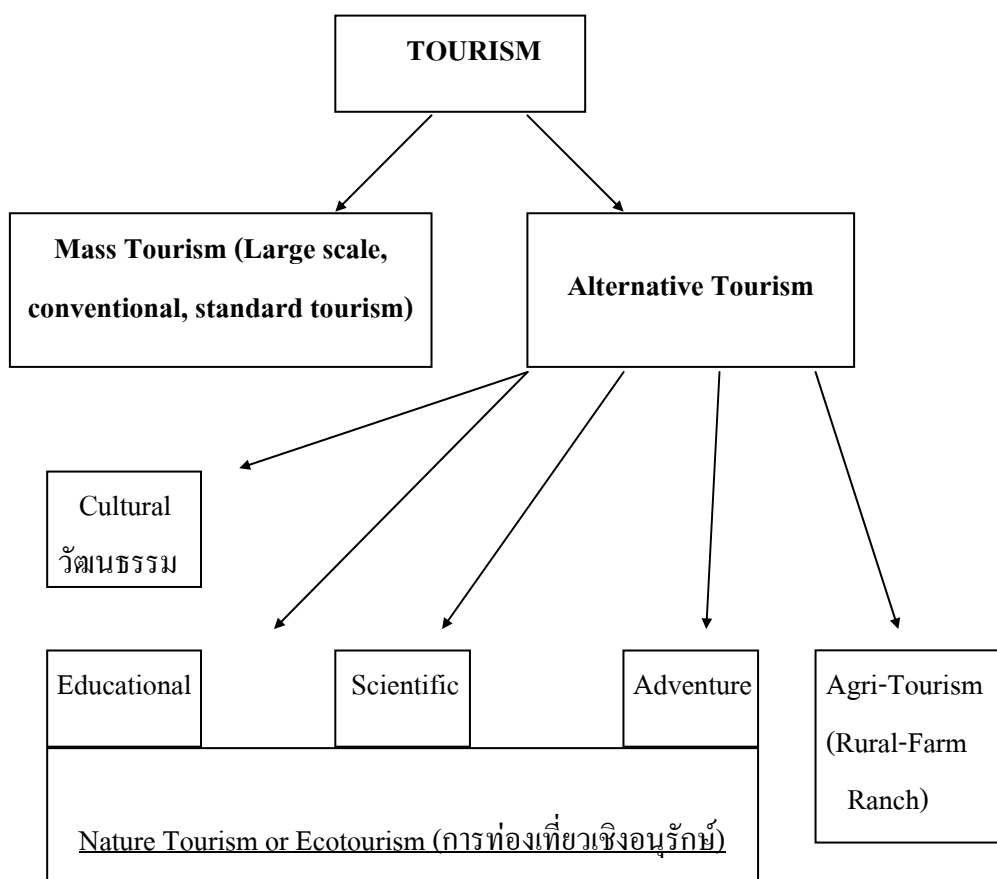 TOURISM
Mass Tourism (Large scale,
conventional, standard tourism)
Alternative Tourism
Cultural
วัฒนธรรม
Educational
Scientific
Adventure
Agri-Tourism
(Rural-Farm
Ranch)
Nature Tourism or Ecotourism (การท่องเที่ยวเชิงอนุรักษ์)